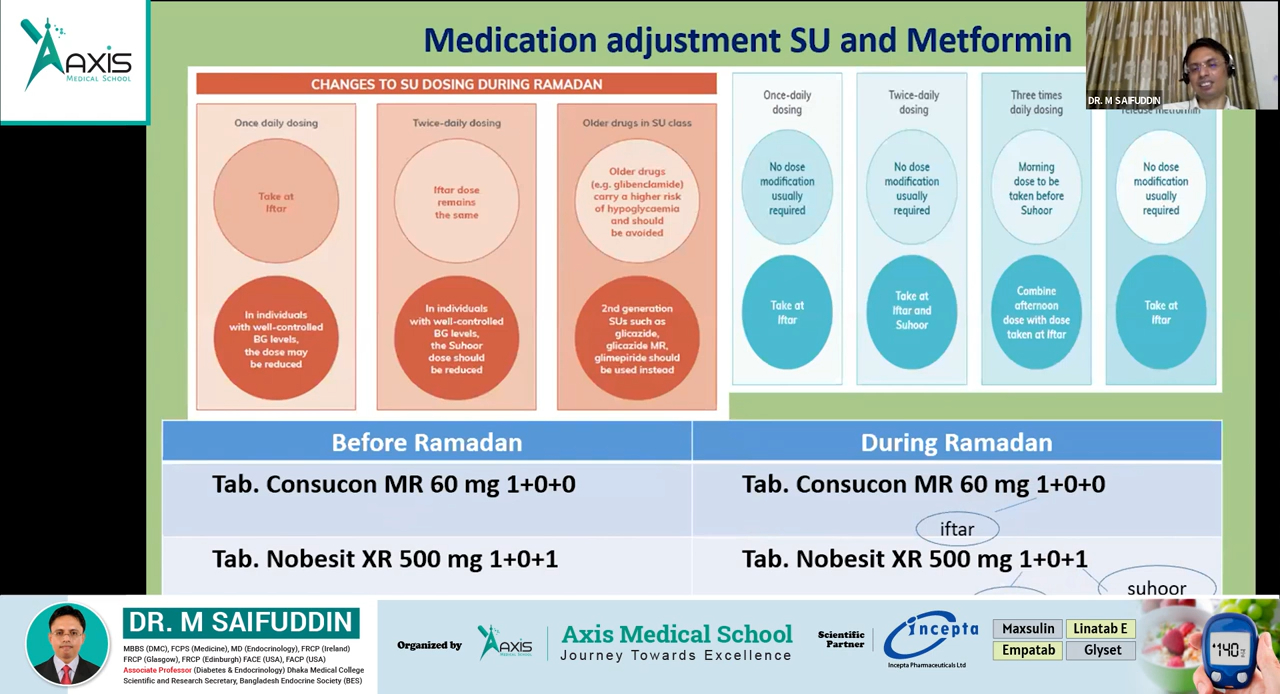 AXIS
MEDICAL SCHOOL
Medication adjustment SU and Metformin
DR. M SAIFUDDIN
CHANGES TO SU DOSING DURING RAMADAN
Once daily dosing
Take at
Iftar
In individuals
with well-controlled
BG levels,
the dose may
be reduced
Twice-daily dosing
Iftar dose
remains
the same
In individuals
with well-controlled
BG levels,
the Suhoor
dose should
be reduced
Older drugs in SU class
Older drugs
(e.g. glibenclamide)
carry a higher risk
of hypoglycaemia
and should
be avoided
2nd generation
SUs such as
glicazide,
glicazide MR,
glimepiride should
be used instead
Once-daily
dosing
No dose
modification
usually
required
Take at
Iftar
Twice-daily
dosing
No dose
modification
usually
required
Take at
Iftar and
Suhoor
Three times
daily dosing
Morning
dose to be
taken before
Suhoor
Combine
afternoon
dose with dose
taken at Iftar
release metformin
No dose
modification
usually
required
Take at
Iftar
Before Ramadan
During Ramadan
Tab. Consucon MR 60 mg 1+0+0
Tab. Consucon MR 60 mg 1+0+0
iftar
Tab. Nobesit XR 500 mg 1+0+1
Tab. Nobesit XR 500 mg 1+0+1
suhoor
DR. M SAIFUDDIN
MBBS (DMC), FCPS (Medicine), MD (Endocrinology), FRCP (Ireland)
FRCP (Glasgow), FRCP (Edinburgh) FACE (USA), FACP (USA)
Associate Professor (Diabetes & Endocrinology) Dhaka Medical College
Scientific and Research Secretary, Bangladesh Endocrine Society (BES)
Organized by
AXIS
MEDICAL SCHOOL
Axis Medical School
Journey Towards Excellence
Scientific
Partner
incepta
Incepta Pharmaceuticals Ltd
Maxsulin
Linatab E
Empatab
Glyset
140